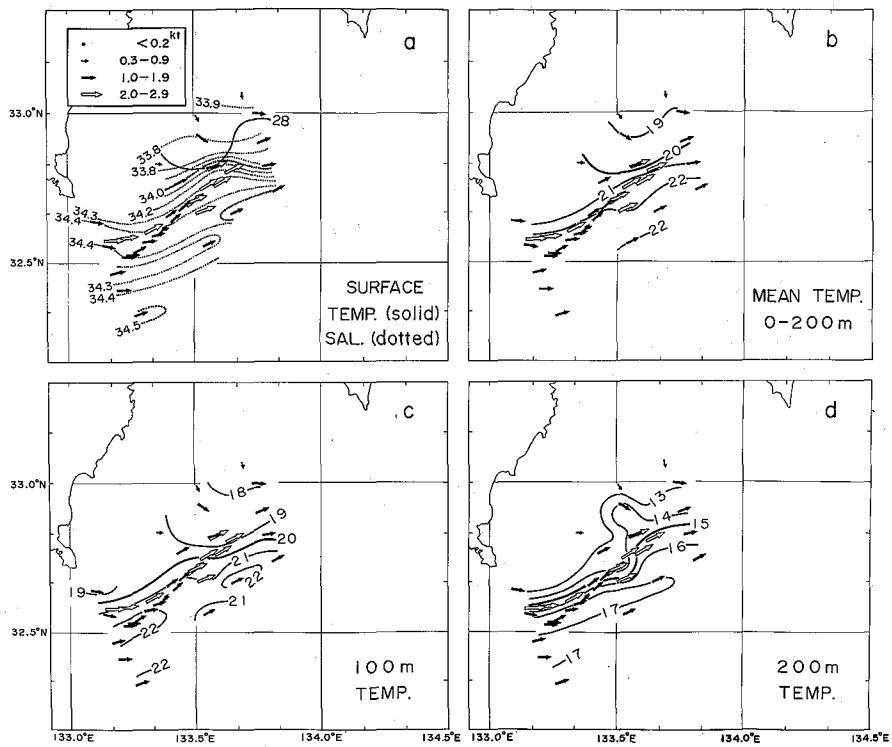 a
<0.2 kt
0.3-0.9
1.0-1.9
2.0-2.9
33.0°N
32.5°N
33.9
28
33.8
33.8
34.0
34.2
34.3
34.4
34.4
34.3
34.4
34.5
SURFACE
TEMP. (solid)
SAL. (dotted)
b
19
20
21
22
22
MEAN TEMP.
0-200m
c
33.0°N
32.5°N
18
19
20
21
22
21
19
22
22
100m
TEMP.
133.0°E
133.5°E
134.0°E
134.5°E
d
13
14
15
16
17
17
200m
TEMP.
133.0°E
133.5°E
134.0°E
134.5°E